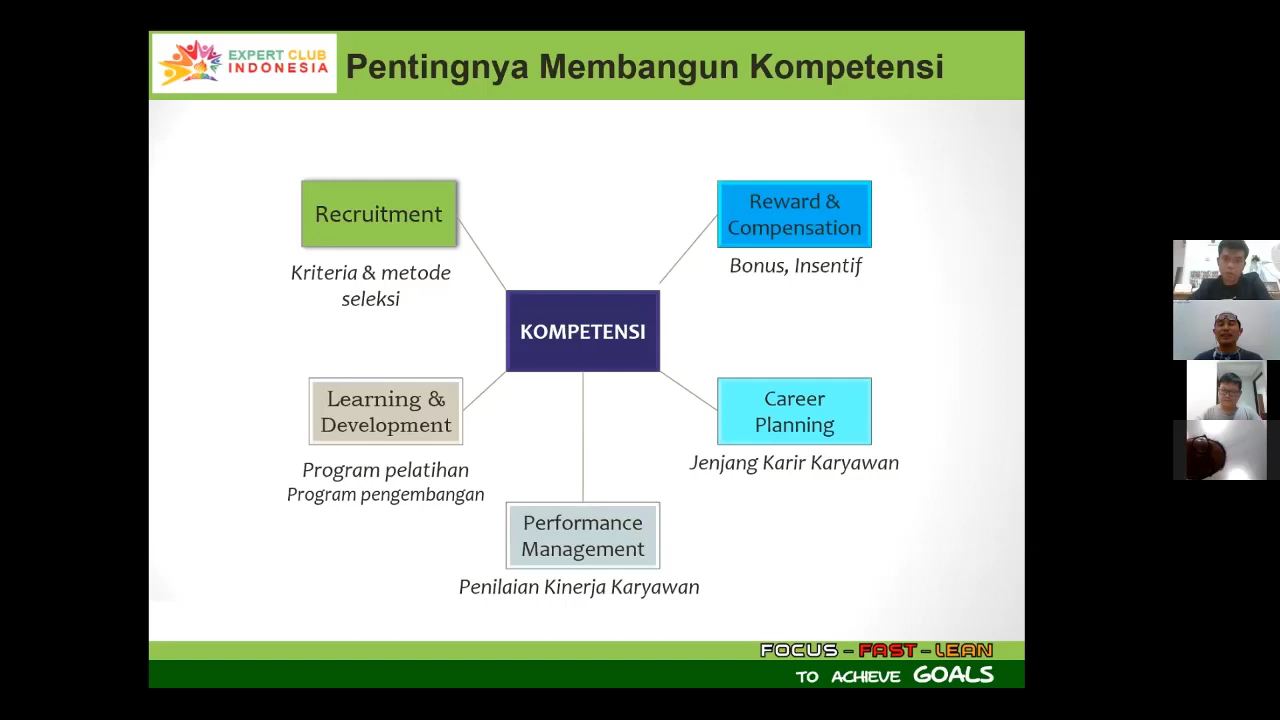 EXPERT CLUB
INDONESIA
Pentingnya Membangun Kompetensi
Recruitment
Kriteria & metode
seleksi
Reward &
Compensation
Bonus, Insentif
KOMPETENSI
Learning &
Development
Program pelatihan
Program pengembangan
Career
Planning
Jenjang Karir Karyawan
Performance
Management
Penilaian Kinerja Karyawan
FOCUS - FAST - LEAN
TO ACHIEVE GOALS